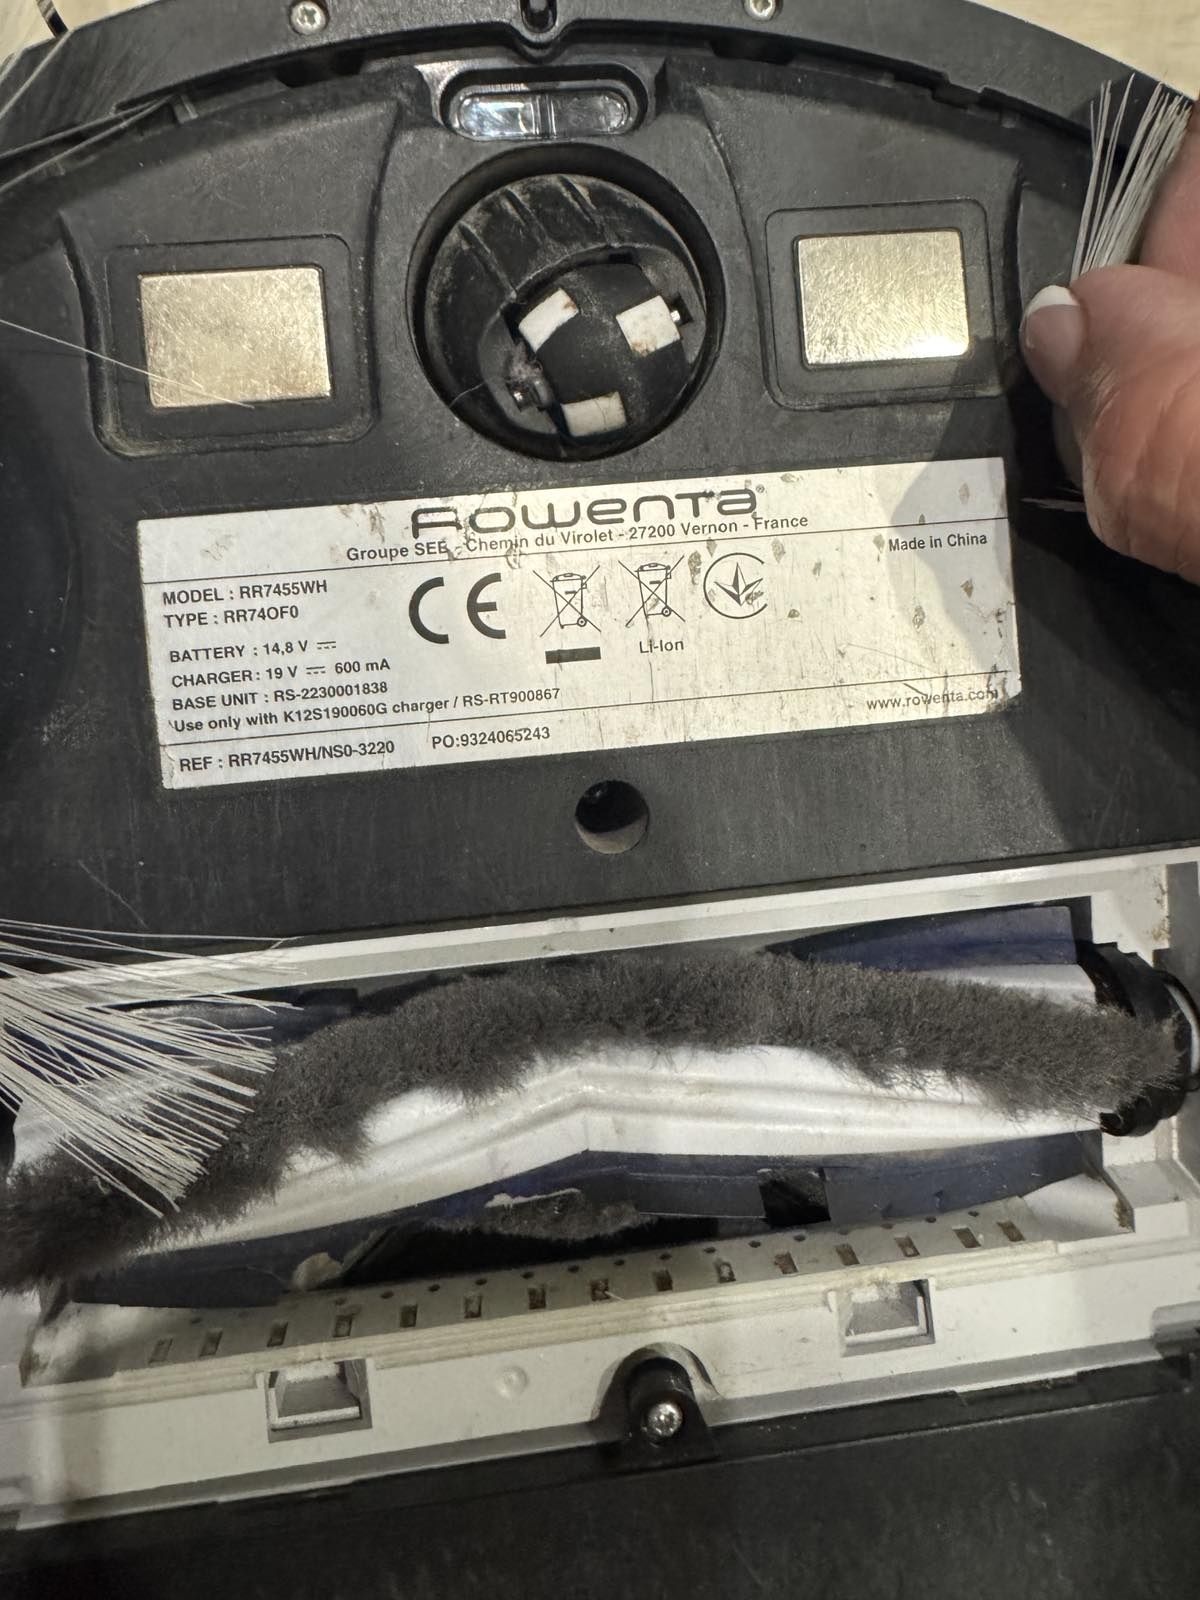 Rowenta®
Groupe SEB - Chemin du Virolet - 27200 Vernon - France
Made in China
MODEL : RR7455WH
TYPE : RR74OF0
BATTERY : 14,8 V
CHARGER : 19 V 600 mA
BASE UNIT : RS-2230001838
Use only with K12S190060G charger / RS-RT900867
CE
Li-Ion
www.rowenta.com
REF : RR7455WH/NS0-3220 PO:9324065243